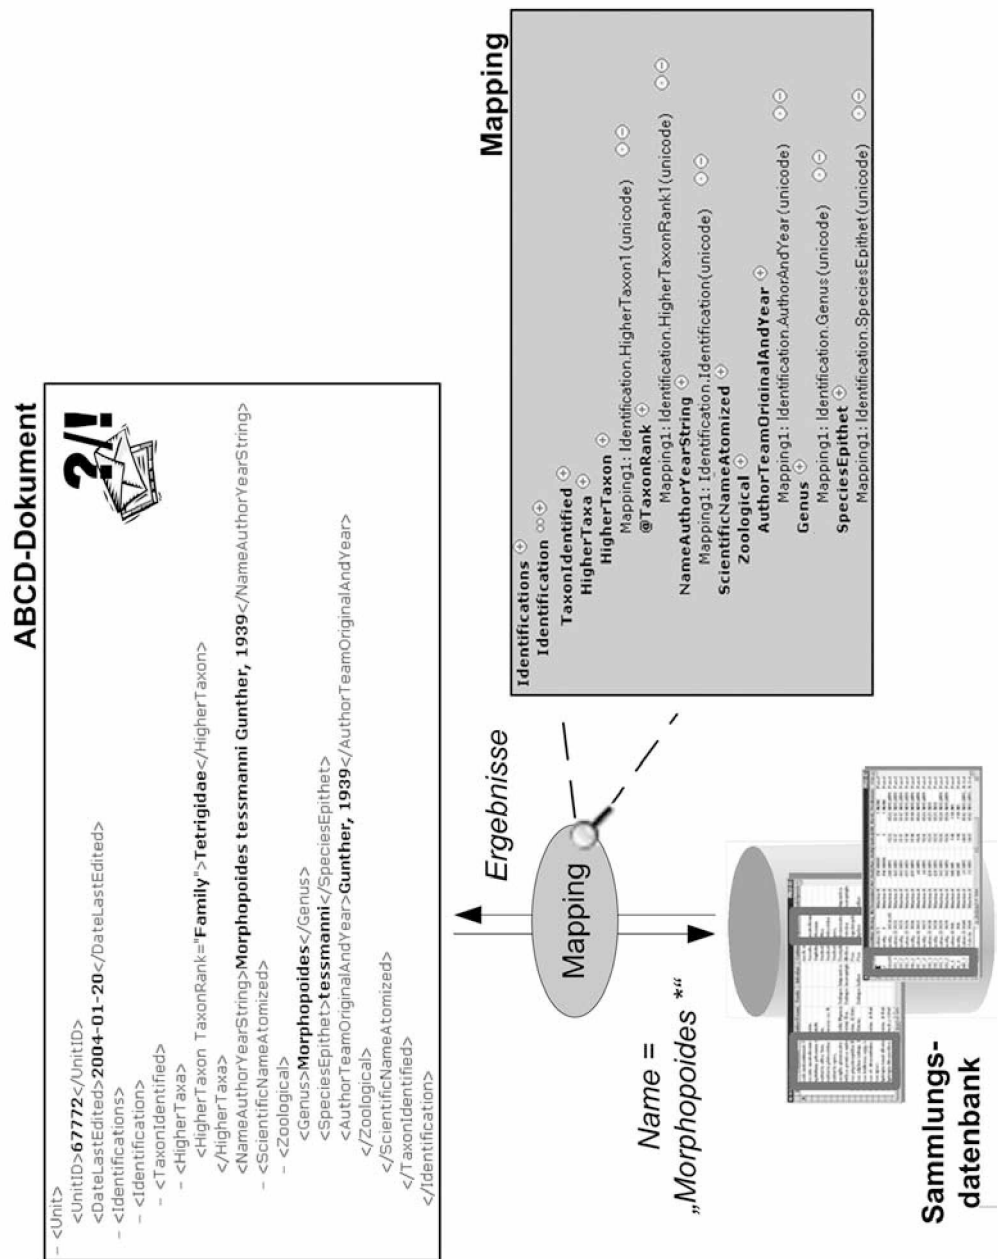 ABCD-Dokument
?/!
– <Unit>
<UnitID>67772</UnitID>
<DateLastEdited>2004-01-20</DateLastEdited>
– <Identifications>
– <Identification>
– <TaxonIdentified>
– <HigherTaxa>
<HigherTaxon TaxonRank="Family">Tetrigidae</HigherTaxon>
</HigherTaxa>
<NameAuthorYearString>Morphopoides tessmanni Gunther, 1939</NameAuthorYearString>
– <ScientificNameAtomized>
– <Zoological>
<Genus>Morphopoides</Genus>
<SpeciesEpithet>tessmanni</SpeciesEpithet>
<AuthorTeamOriginalAndYear>Gunther, 1939</AuthorTeamOriginalAndYear>
</Zoological>
</ScientificNameAtomized>
</TaxonIdentified>
</Identification>
Name =
„Morphopoides *“
Mapping
Ergebnisse
Sammlungs-
datenbank
Mapping
Identifications
Identification ∞
TaxonIdentified
HigherTaxa
HigherTaxon
Mapping1: Identification.HigherTaxon1(unicode)
@TaxonRank
Mapping1: Identification.HigherTaxonRank1(unicode)
NameAuthorYearString
Mapping1: Identification.Identification(unicode)
ScientificNameAtomized
Zoological
AuthorTeamOriginalAndYear
Mapping1: Identification.AuthorAndYear(unicode)
Genus
Mapping1: Identification.Genus(unicode)
SpeciesEpithet
Mapping1: Identification.SpeciesEpithet(unicode)